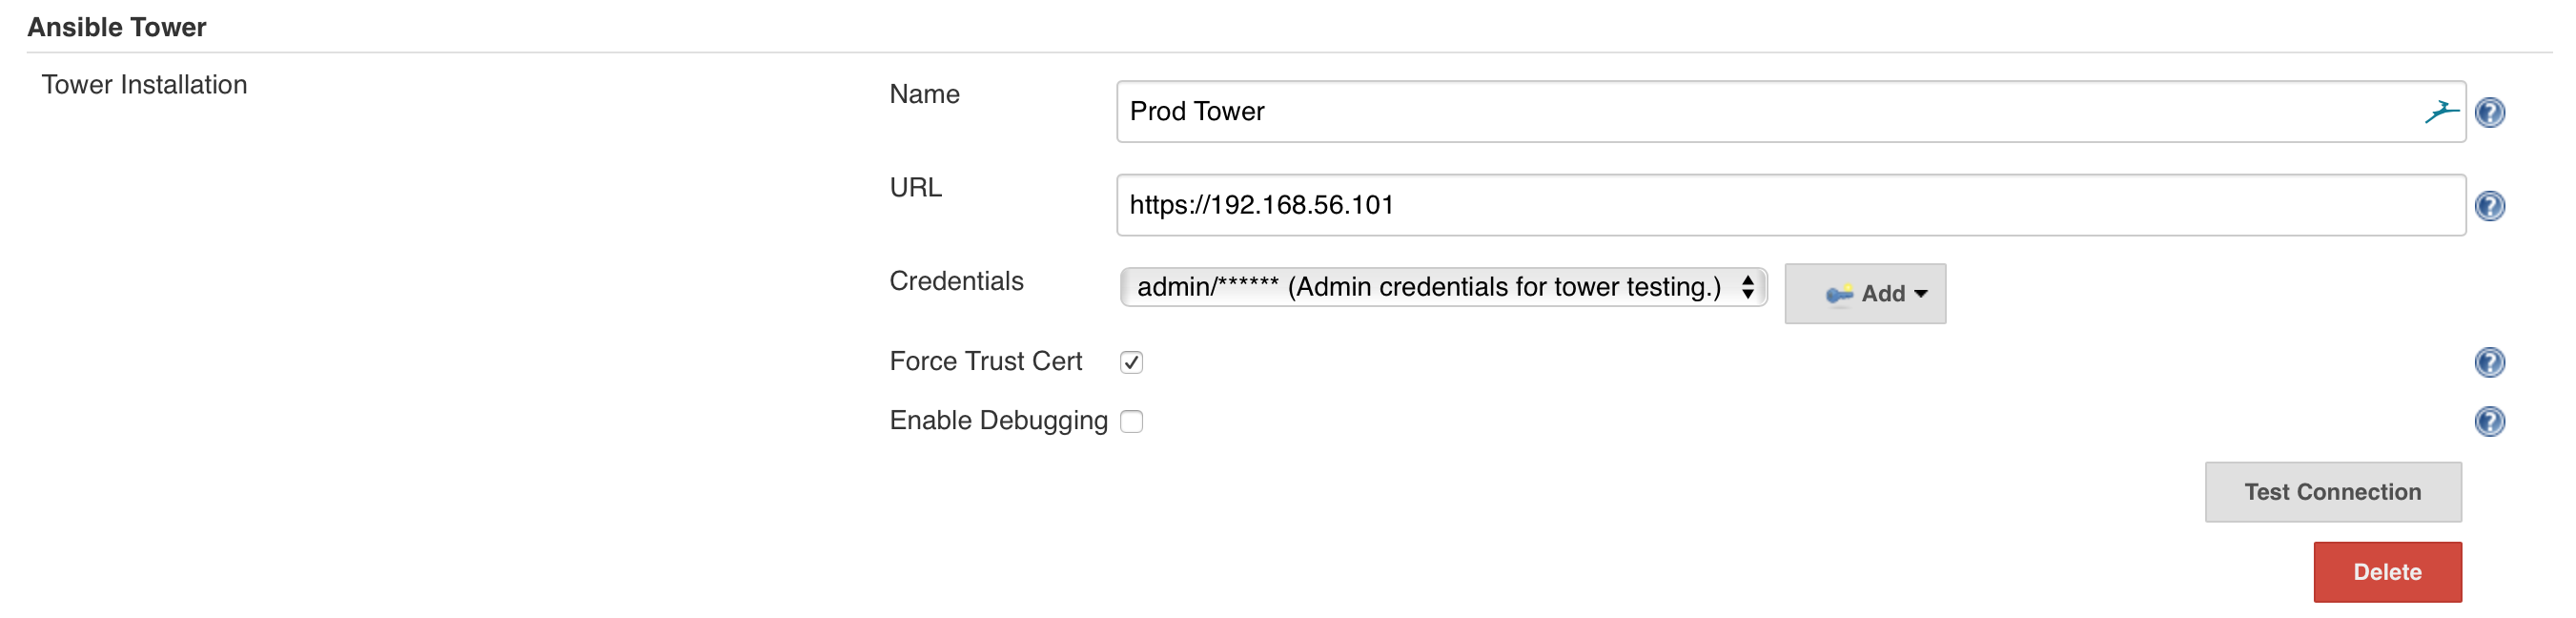 Ansible Tower
Tower Installation
Name
Prod Tower
?
URL
https://192.168.56.101
?
Credentials
admin/****** (Admin credentials for tower testing.)
Add
Force Trust Cert
?
Enable Debugging
?
Test Connection
Delete